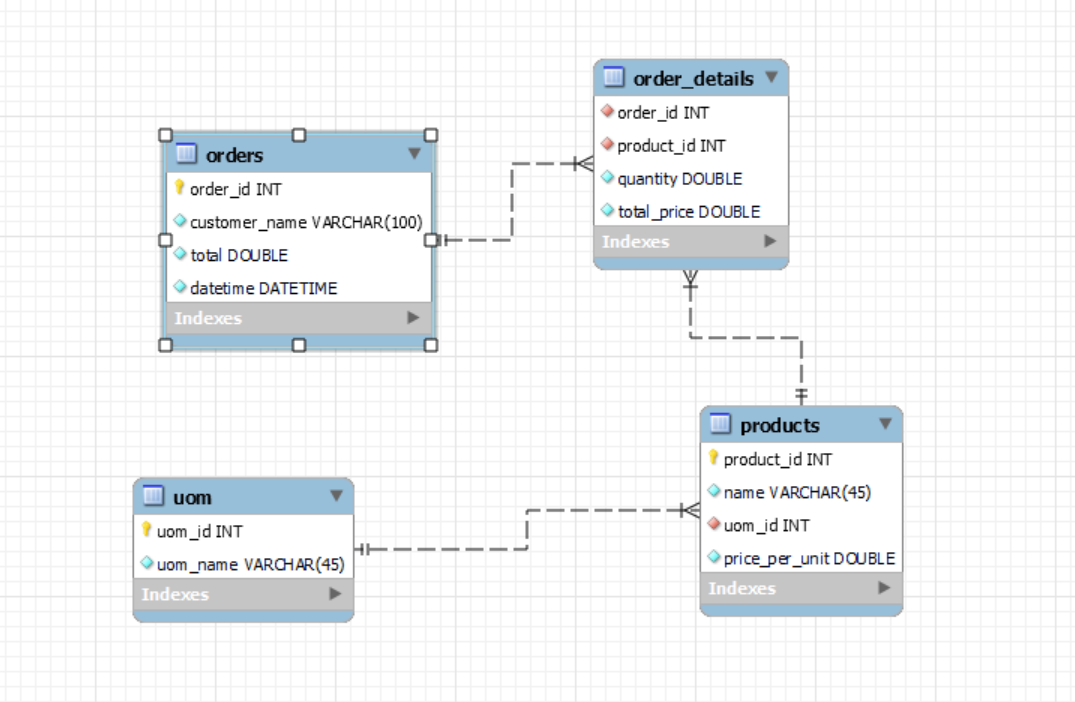 order_details
order_id INT
product_id INT
quantity DOUBLE
total_price DOUBLE
Indexes
orders
order_id INT
customer_name VARCHAR(100)
total DOUBLE
datetime DATETIME
Indexes
products
product_id INT
name VARCHAR(45)
uom_id INT
price_per_unit DOUBLE
Indexes
uom
uom_id INT
uom_name VARCHAR(45)
Indexes